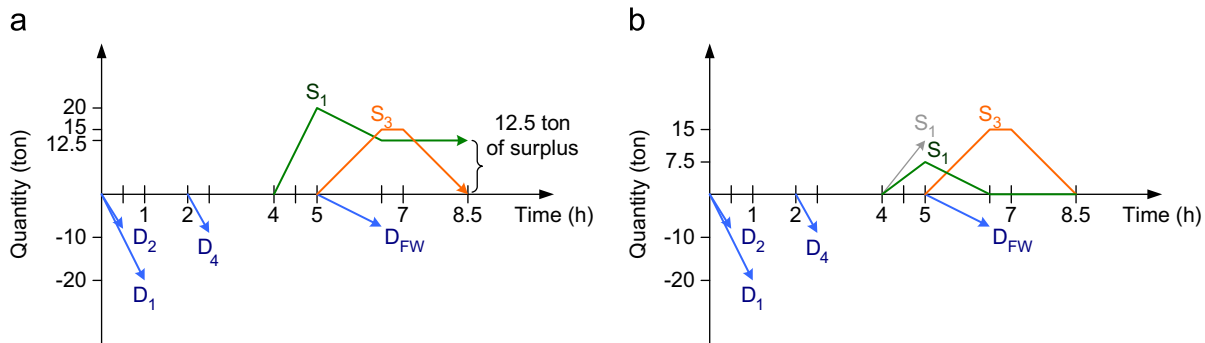 a
Quantity (ton)
20
15
12.5
-10
-20
S1
S3
12.5 ton
of surplus
1
2
4
5
7
8.5
Time (h)
D2
D1
D4
DFW
b
Quantity (ton)
15
7.5
-10
-20
S1
S1
S3
1
2
4
5
7
8.5
Time (h)
D2
D1
D4
DFW